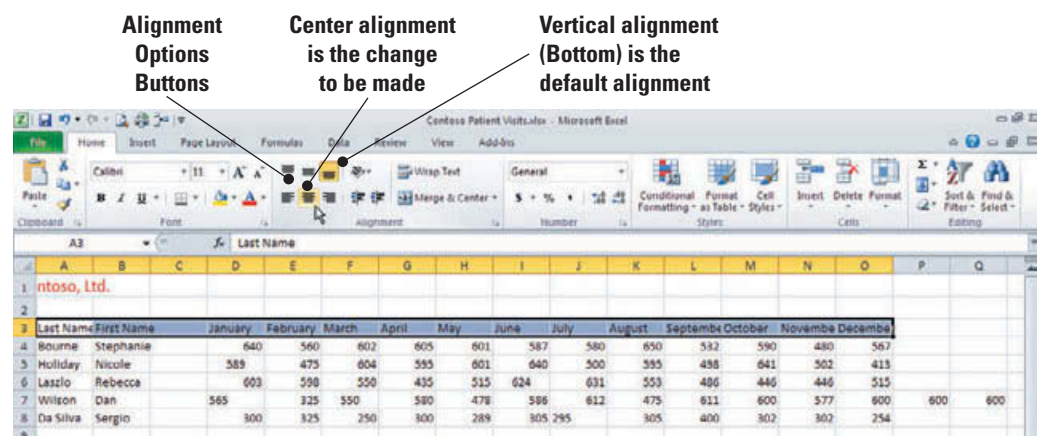 Alignment Options Buttons
Center alignment is the change to be made
Vertical alignment (Bottom) is the default alignment
Contoso Patient Visits.xlsx - Microsoft Excel
File Home Insert Page Layout Formulas Data Review View Add-Ins
Calibri 11 A A Wrap Text General
Paste B I U A Merge & Center $ % , Conditional Formatting Format as Table Cell Styles Insert Delete Format Σ Sort & Filter Find & Select
Clipboard Font Alignment Number Styles Cells Editing
A3 fx Last Name
A B C D E F G H I J K L M N O P Q
1 ntoso, Ltd.
2
3 Last Name First Name January February March April May June July August Septembe October Novembe December
4 Bourne Stephanie 640 560 602 605 601 587 580 650 532 590 480 567
5 Holliday Nicole 589 475 604 595 601 640 500 595 498 641 502 413
6 Laszlo Rebecca 603 598 550 435 515 624 631 553 486 446 446 515
7 Wilson Dan 565 325 550 580 478 586 612 475 611 600 577 600 600 600
8 Da Silva Sergio 300 325 250 300 289 305 295 305 400 302 302 254